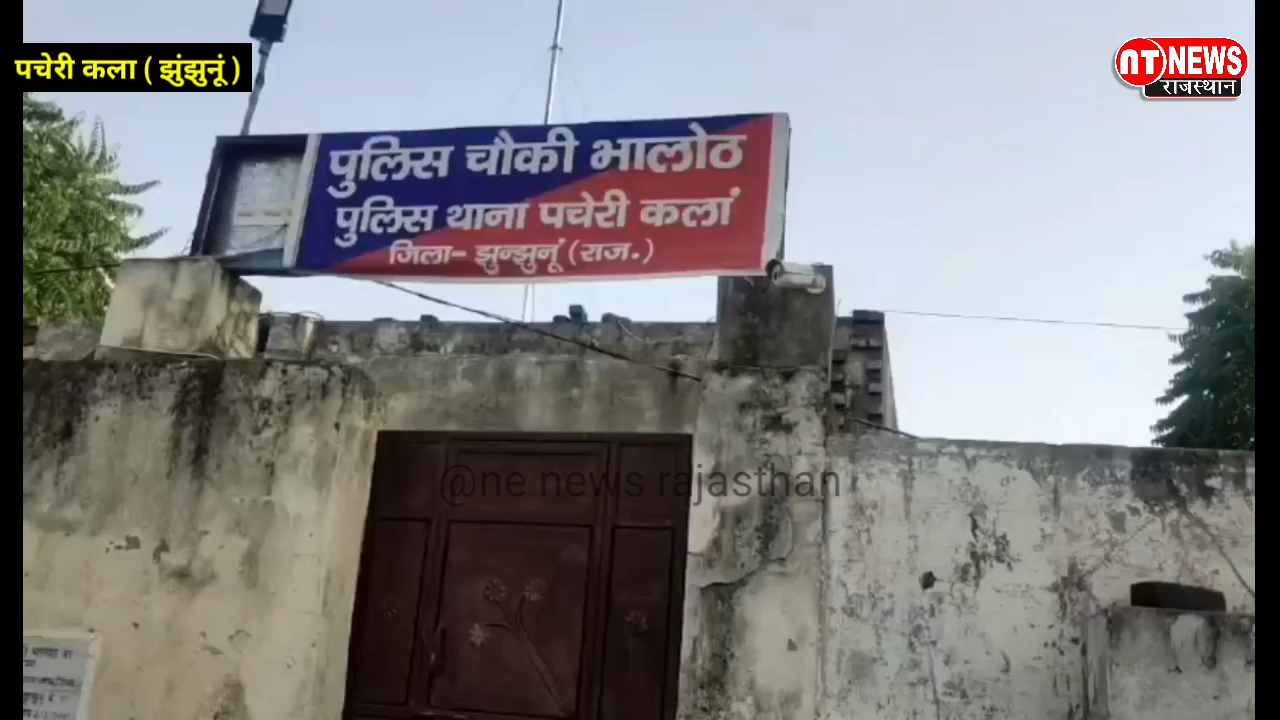 पचेरी कला ( झुंझुनूं )
NT NEWS
राजस्थान
पुलिस चौकी भालोठ
पुलिस थाना पचेरी कलां
जिला- झुन्झुनूं (राज.)
@ne news rajasthan